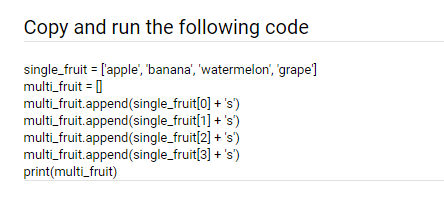 Copy and run the following code
single_fruit = ['apple', 'banana', 'watermelon', 'grape']
multi_fruit = []
multi_fruit.append(single_fruit[0] + 's')
multi_fruit.append(single_fruit[1] + 's')
multi_fruit.append(single_fruit[2] + 's')
multi_fruit.append(single_fruit[3] + 's')
print(multi_fruit)